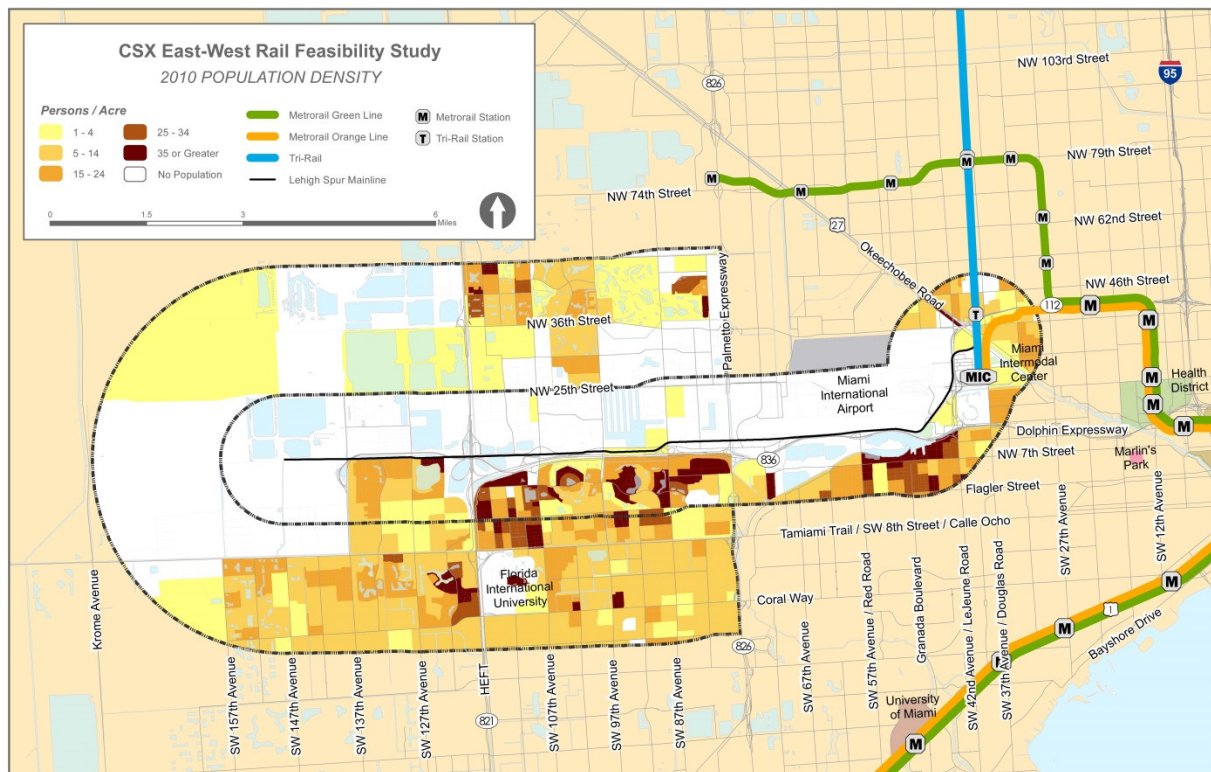 CSX East-West Rail Feasibility Study
2010 POPULATION DENSITY
Persons / Acre
1 - 4
5 - 14
15 - 24
25 - 34
35 or Greater
No Population
Metrorail Green Line
Metrorail Orange Line
Tri-Rail
Lehigh Spur Mainline
M Metrorail Station
T Tri-Rail Station
0 1.5 3 6
Miles
826
NW 103rd Street
95
NW 79th Street
M
M
M
M
M
M
NW 74th Street
NW 62nd Street
M
27
Okeechobee Road
M
NW 46th Street
112
M
M
T
Palmetto Expressway
NW 36th Street
Miami
Intermodal
Center
MIC
NW 25th Street
Miami
International
Airport
M
Health
District
M
M
Dolphin Expressway
836
NW 7th Street
Marlin's
Park
Flagler Street
Tamiami Trail / SW 8th Street / Calle Ocho
Florida
International
University
Coral Way
826
Krome Avenue
SW 157th Avenue
SW 147th Avenue
SW 137th Avenue
SW 127th Avenue
HEFT
821
SW 107th Avenue
SW 97th Avenue
SW 87th Avenue
SW 67th Avenue
SW 57th Avenue / Red Road
Granada Boulevard
SW 42nd Avenue / LeJeune Road
SW 37th Avenue / Douglas Road
SW 27th Avenue
SW 12th Avenue
M
1
M
Bayshore Drive
University
of Miami
M